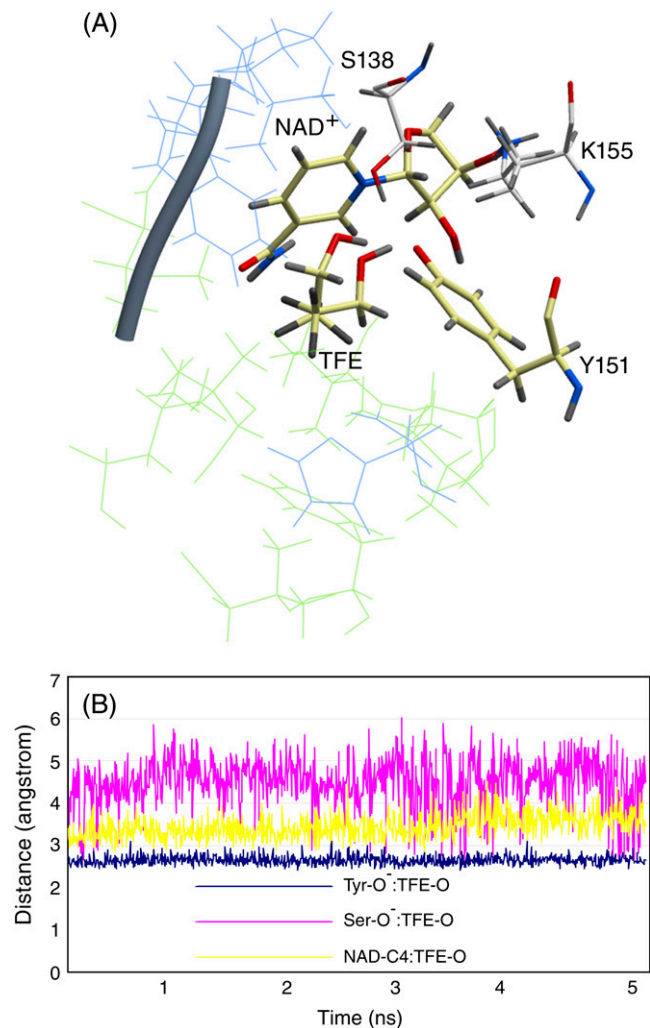 (A)
S138
NAD+
K155
TFE
Y151
(B)
7
6
5
4
3
2
1
0
Distance (angstrom)
Tyr-O-:TFE-O
Ser-O-:TFE-O
NAD-C4:TFE-O
1 2 3 4 5
Time (ns)